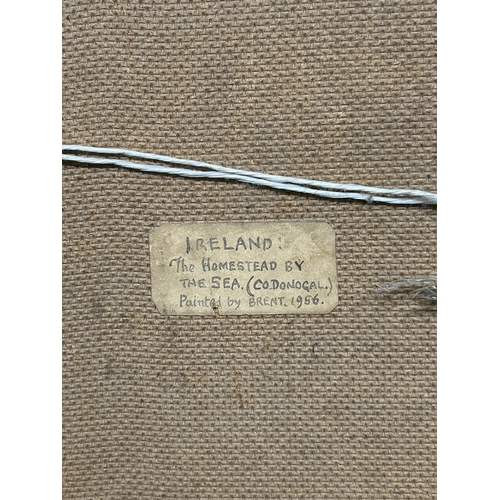 IRELAND:
The HOMESTEAD BY
THE SEA. (CO. DONOGAL.)
Painted by BRENT. 1956.